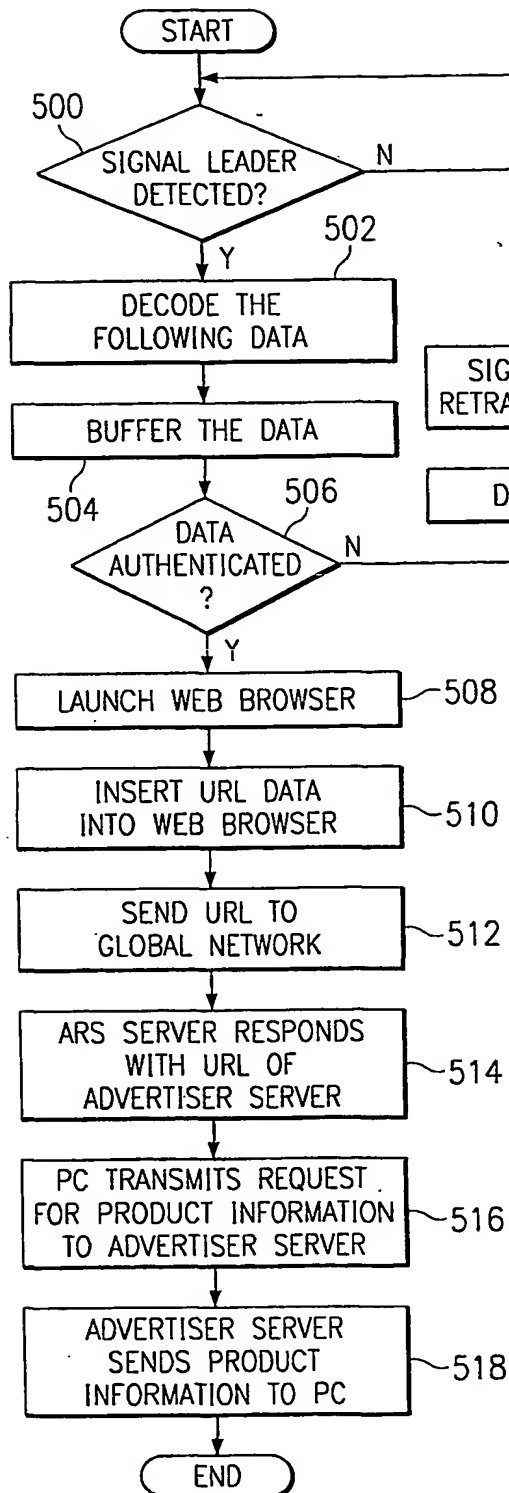 START
500
SIGNAL LEADER
DETECTED?
N
Y
502
DECODE THE
FOLLOWING DATA
BUFFER THE DATA
504
506
DATA
AUTHENTICATED
?
N
Y
LAUNCH WEB BROWSER
508
INSERT URL DATA
INTO WEB BROWSER
510
SEND URL TO
GLOBAL NETWORK
512
ARS SERVER RESPONDS
WITH URL OF
ADVERTISER SERVER
514
PC TRANSMITS REQUEST
FOR PRODUCT INFORMATION
TO ADVERTISER SERVER
516
ADVERTISER SERVER
SENDS PRODUCT
INFORMATION TO PC
518
END